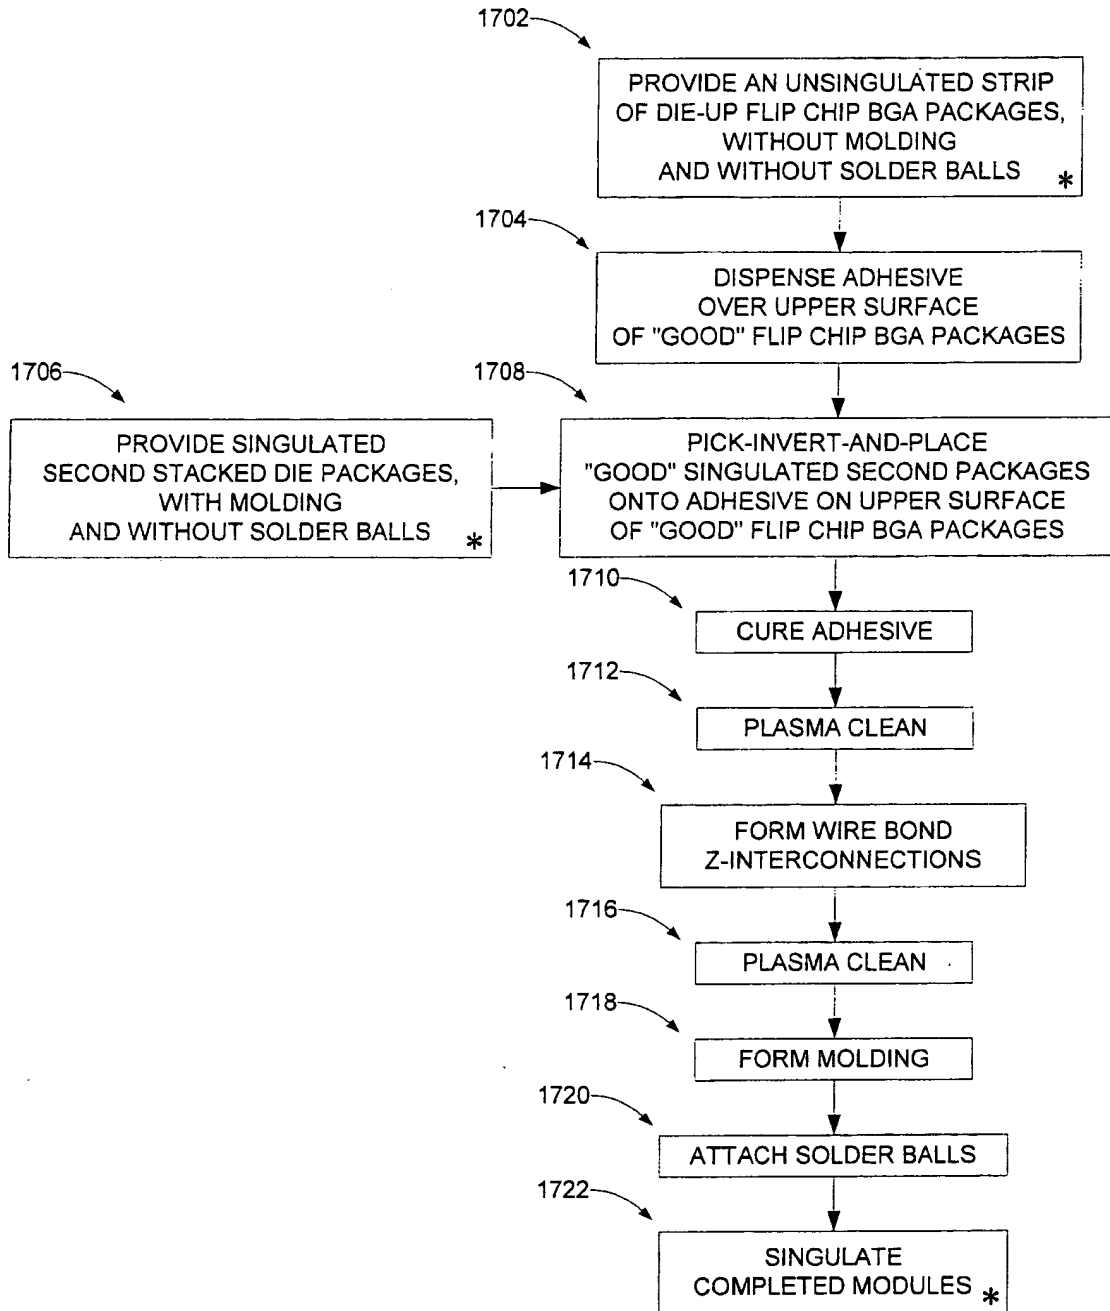 1702
PROVIDE AN UNSINGULATED STRIP
OF DIE-UP FLIP CHIP BGA PACKAGES,
WITHOUT MOLDING
AND WITHOUT SOLDER BALLS *
1704
DISPENSE ADHESIVE
OVER UPPER SURFACE
OF "GOOD" FLIP CHIP BGA PACKAGES
1706
PROVIDE SINGULATED
SECOND STACKED DIE PACKAGES,
WITH MOLDING
AND WITHOUT SOLDER BALLS *
1708
PICK-INVERT-AND-PLACE
"GOOD" SINGULATED SECOND PACKAGES
ONTO ADHESIVE ON UPPER SURFACE
OF "GOOD" FLIP CHIP BGA PACKAGES
1710
CURE ADHESIVE
1712
PLASMA CLEAN
1714
FORM WIRE BOND
Z-INTERCONNECTIONS
1716
PLASMA CLEAN
1718
FORM MOLDING
1720
ATTACH SOLDER BALLS
1722
SINGULATE
COMPLETED MODULES *